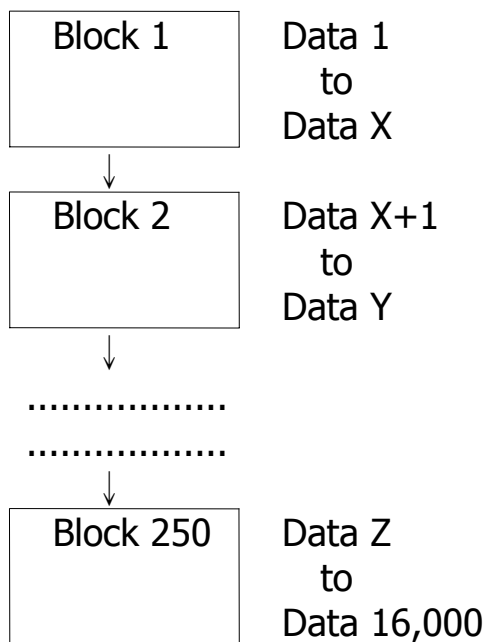 Block 1
Data 1
to
Data X
Block 2
Data X+1
to
Data Y
..................
..................
Block 250
Data Z
to
Data 16,000